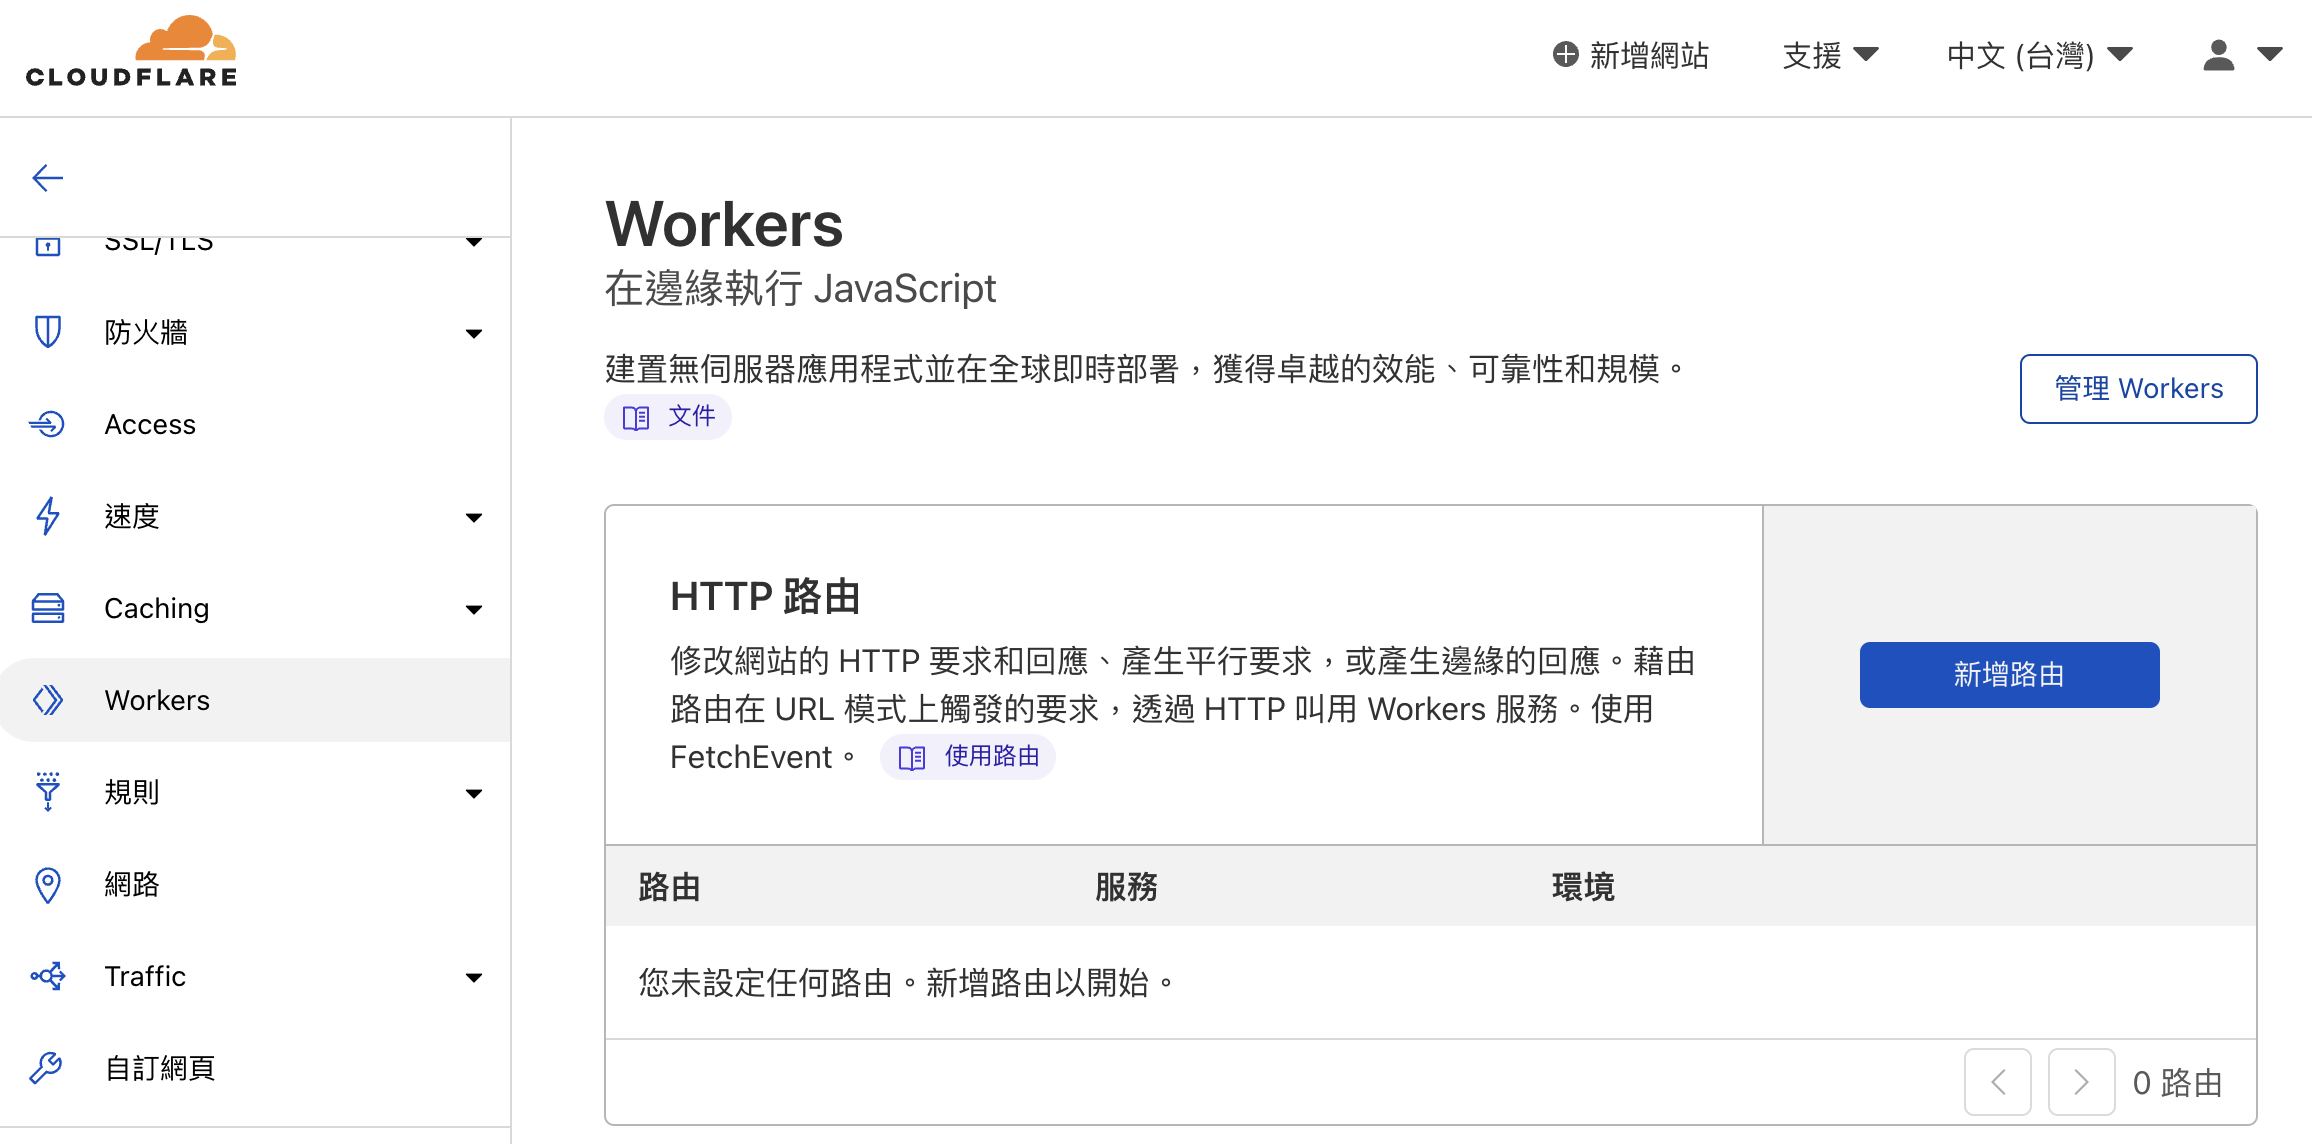 CLOUDFLARE
新增網站
支援
中文 (台灣)
SSL/TLS
防火牆
Access
速度
Caching
Workers
規則
網路
Traffic
自訂網頁
Workers
在邊緣執行 JavaScript
建置無伺服器應用程式並在全球即時部署，獲得卓越的效能、可靠性和規模。
文件
管理 Workers
HTTP 路由
修改網站的 HTTP 要求和回應、產生平行要求，或產生邊緣的回應。藉由
路由在 URL 模式上觸發的要求，透過 HTTP 叫用 Workers 服務。使用
FetchEvent。 使用路由
新增路由
路由 服務 環境
您未設定任何路由。新增路由以開始。
0 路由